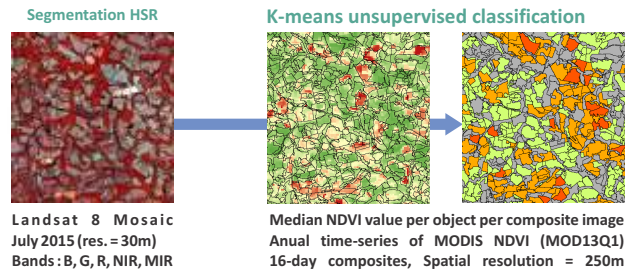 Segmentation HSR
K-means unsupervised classification
Landsat 8 Mosaic
July 2015 (res. = 30m)
Bands : B, G, R, NIR, MIR
Median NDVI value per object per composite image
Anual time-series of MODIS NDVI (MOD13Q1)
16-day composites, Spatial resolution = 250m